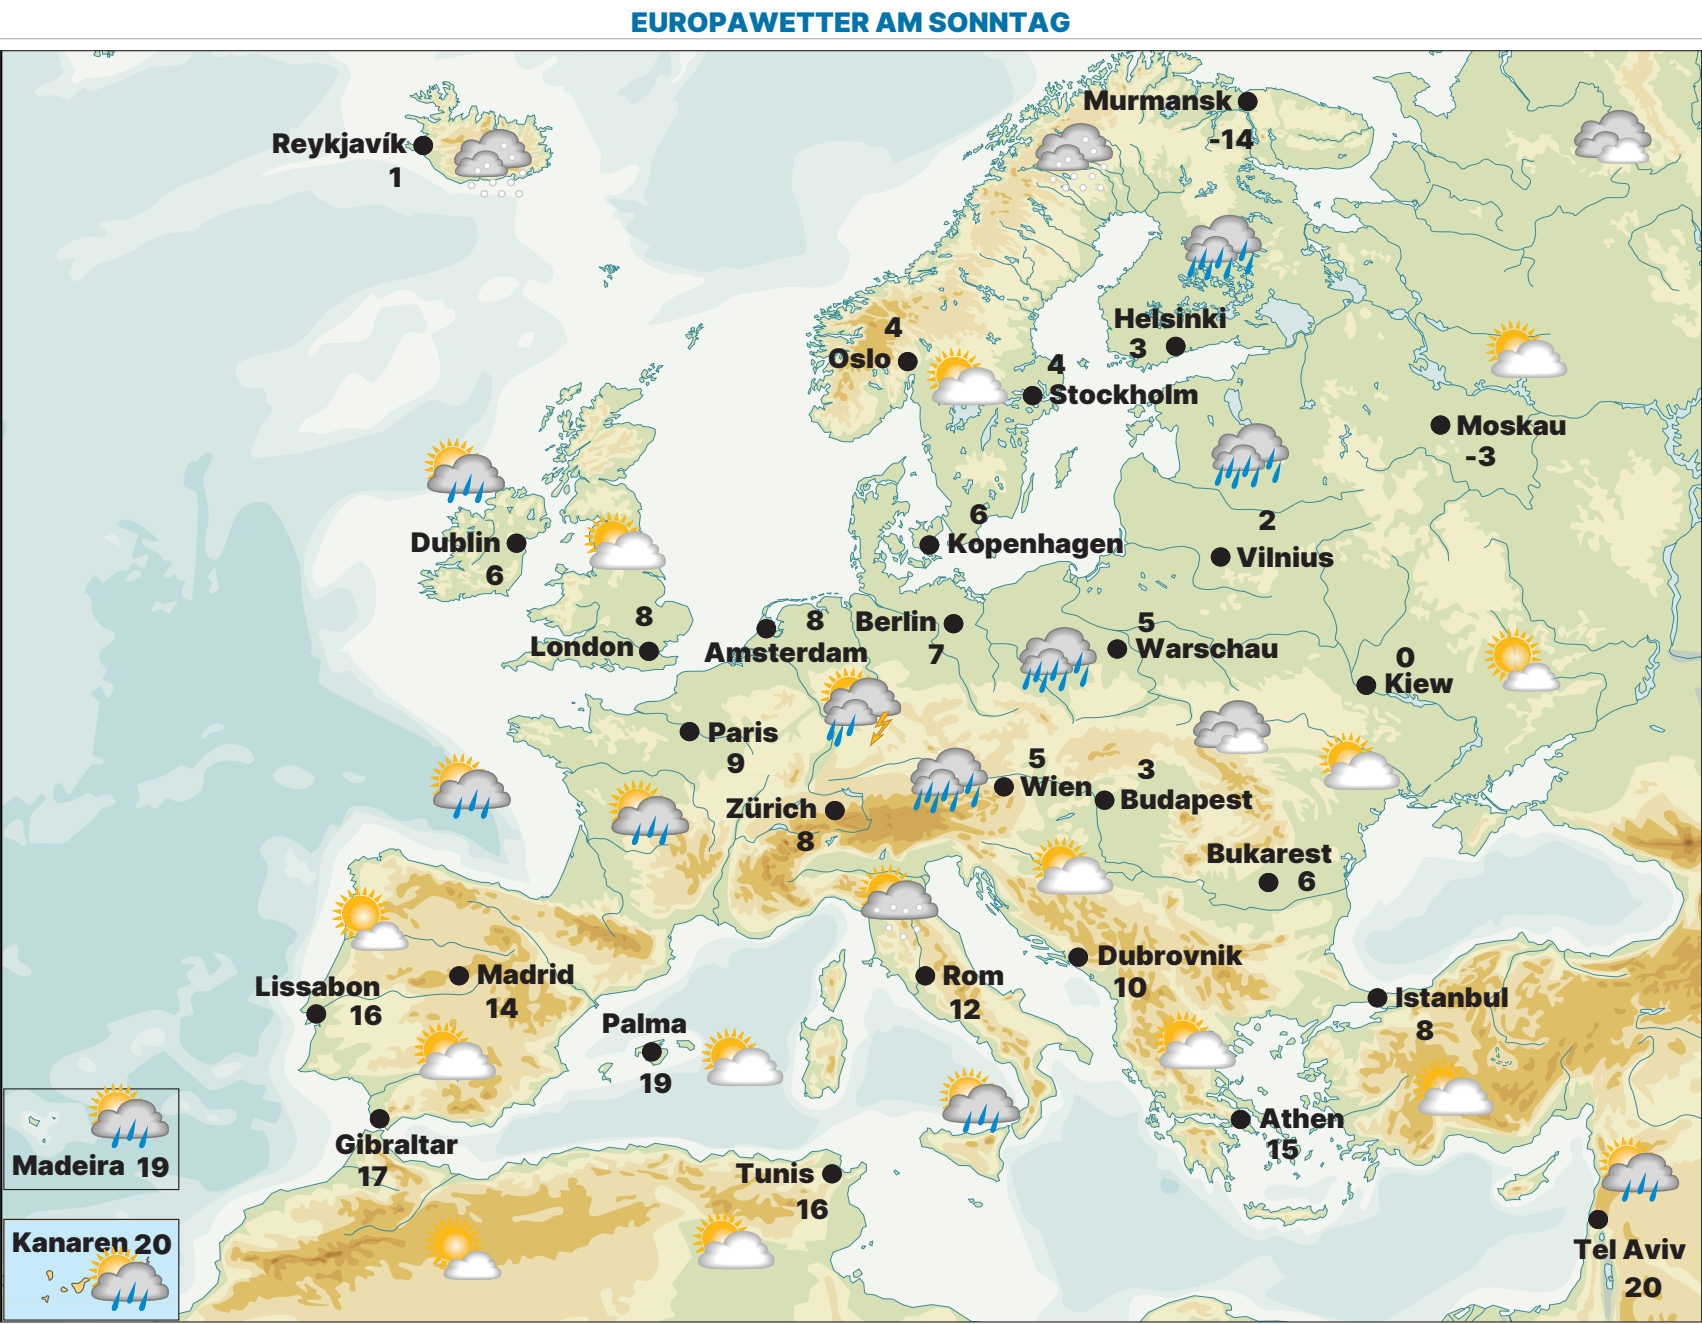 EUROPAWETTER AM SONNTAG
Murmansk
-14
Reykjavík
1
Helsinki
3
4
Oslo
4
Stockholm
Moskau
-3
6
Kopenhagen
2
Vilnius
Dublin
6
8
London
8
Amsterdam
Berlin
7
5
Warschau
0
Kiew
Paris
9
5
Wien
3
Budapest
Zürich
8
Bukarest
6
Dubrovnik
10
Madrid
14
Lissabon
16
Rom
12
Istanbul
8
Palma
19
Athen
15
Gibraltar
17
Madeira 19
Tunis
16
Kanaren 20
Tel Aviv
20